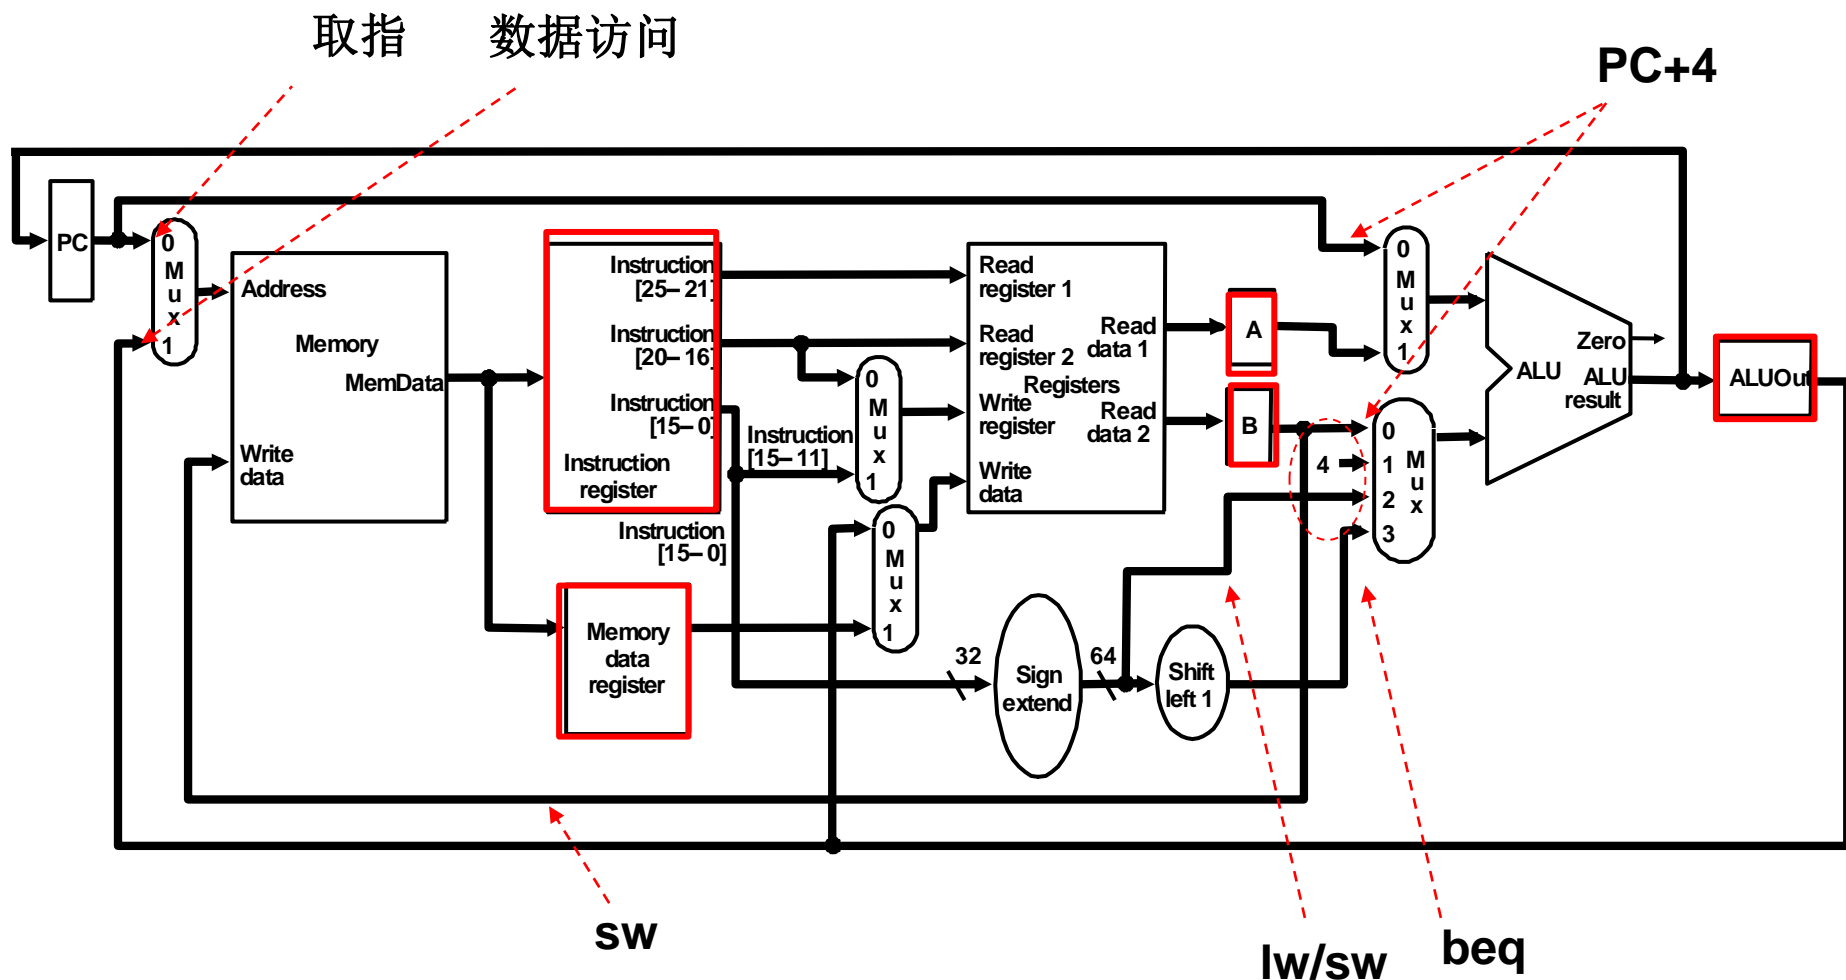 取指 数据访问
PC+4
PC
0
M
u
x
1
Address
Memory
MemData
Write
data
Instruction
[25–21]
Instruction
[20–16]
Instruction
[15–0]
Instruction
register
Instruction
[15–11]
Instruction
[15–0]
Memory
data
register
0
M
u
x
1
0
M
u
x
1
Read
register 1
Read
register 2
Registers
Write
register
Write
data
Read
data 1
Read
data 2
A
B
4
0
M
u
x
1
0
1
2
3
M
u
x
Zero
ALU
ALU
result
ALUOut
32
Sign
extend
64
Shift
left 1
sw
lw/sw
beq